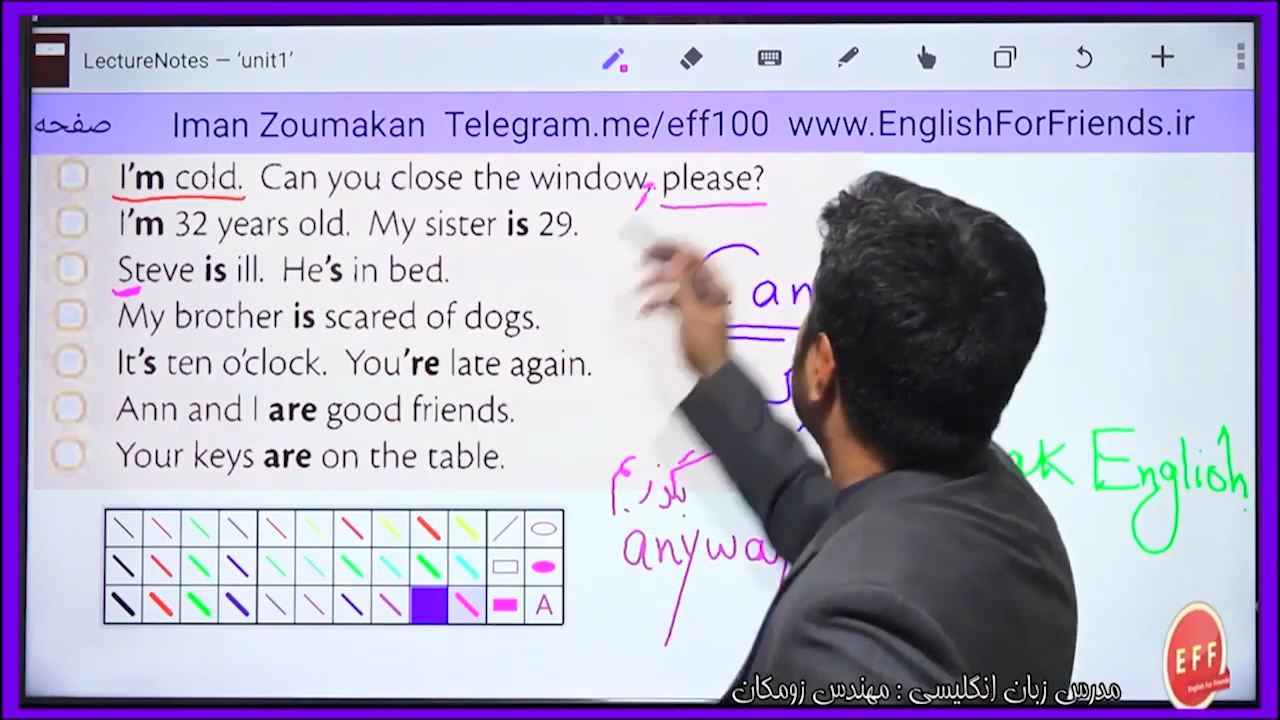 LectureNotes – 'unit1'
صفحه Iman Zoumakan Telegram.me/eff100 www.EnglishForFriends.ir
I'm cold. Can you close the window, please?
I'm 32 years old. My sister is 29.
Steve is ill. He's in bed.
My brother is scared of dogs.
It's ten o'clock. You're late again.
Ann and I are good friends.
Your keys are on the table.
Can
English
بگذریم
anyway
A
EFF
English For Friends
مدرس زبان انگلیسی : مهندس زومکان